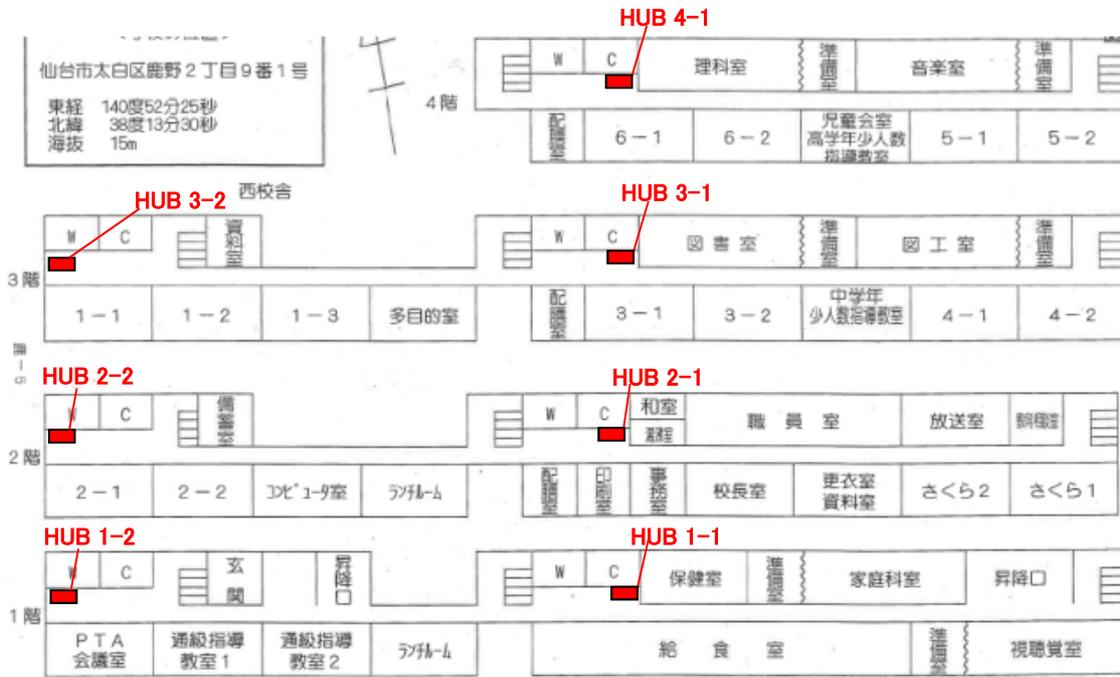 HUB 4-1
仙台市太白区鹿野2丁目9番1号
東経 140度52分25秒
北緯 38度13分30秒
海抜 15m
4階
W C 理科室 準備室 音楽室 準備室
配膳室 6-1 6-2 児童会室 高学年少人数指導教室 5-1 5-2
西校舎
HUB 3-2
HUB 3-1
W C 資料室 W C 図書室 準備室 図工室 準備室
3階
1-1 1-2 1-3 多目的室 配膳室 3-1 3-2 中学年 少人数指導教室 4-1 4-2
HUB 2-2
HUB 2-1
W C 備蓄室 W C 和室 職員室 放送室
2階
2-1 2-2 コンピュータ室 ランチルーム 配膳室 印刷室 事務室 校長室 更衣室 資料室 さくら2 さくら1
HUB 1-2
HUB 1-1
W C 玄関 昇降口 W C 保健室 準備室 家庭科室 昇降口
1階
PTA 会議室 通級指導教室1 通級指導教室2 ランチルーム 給食室 準備室 視聴覚室